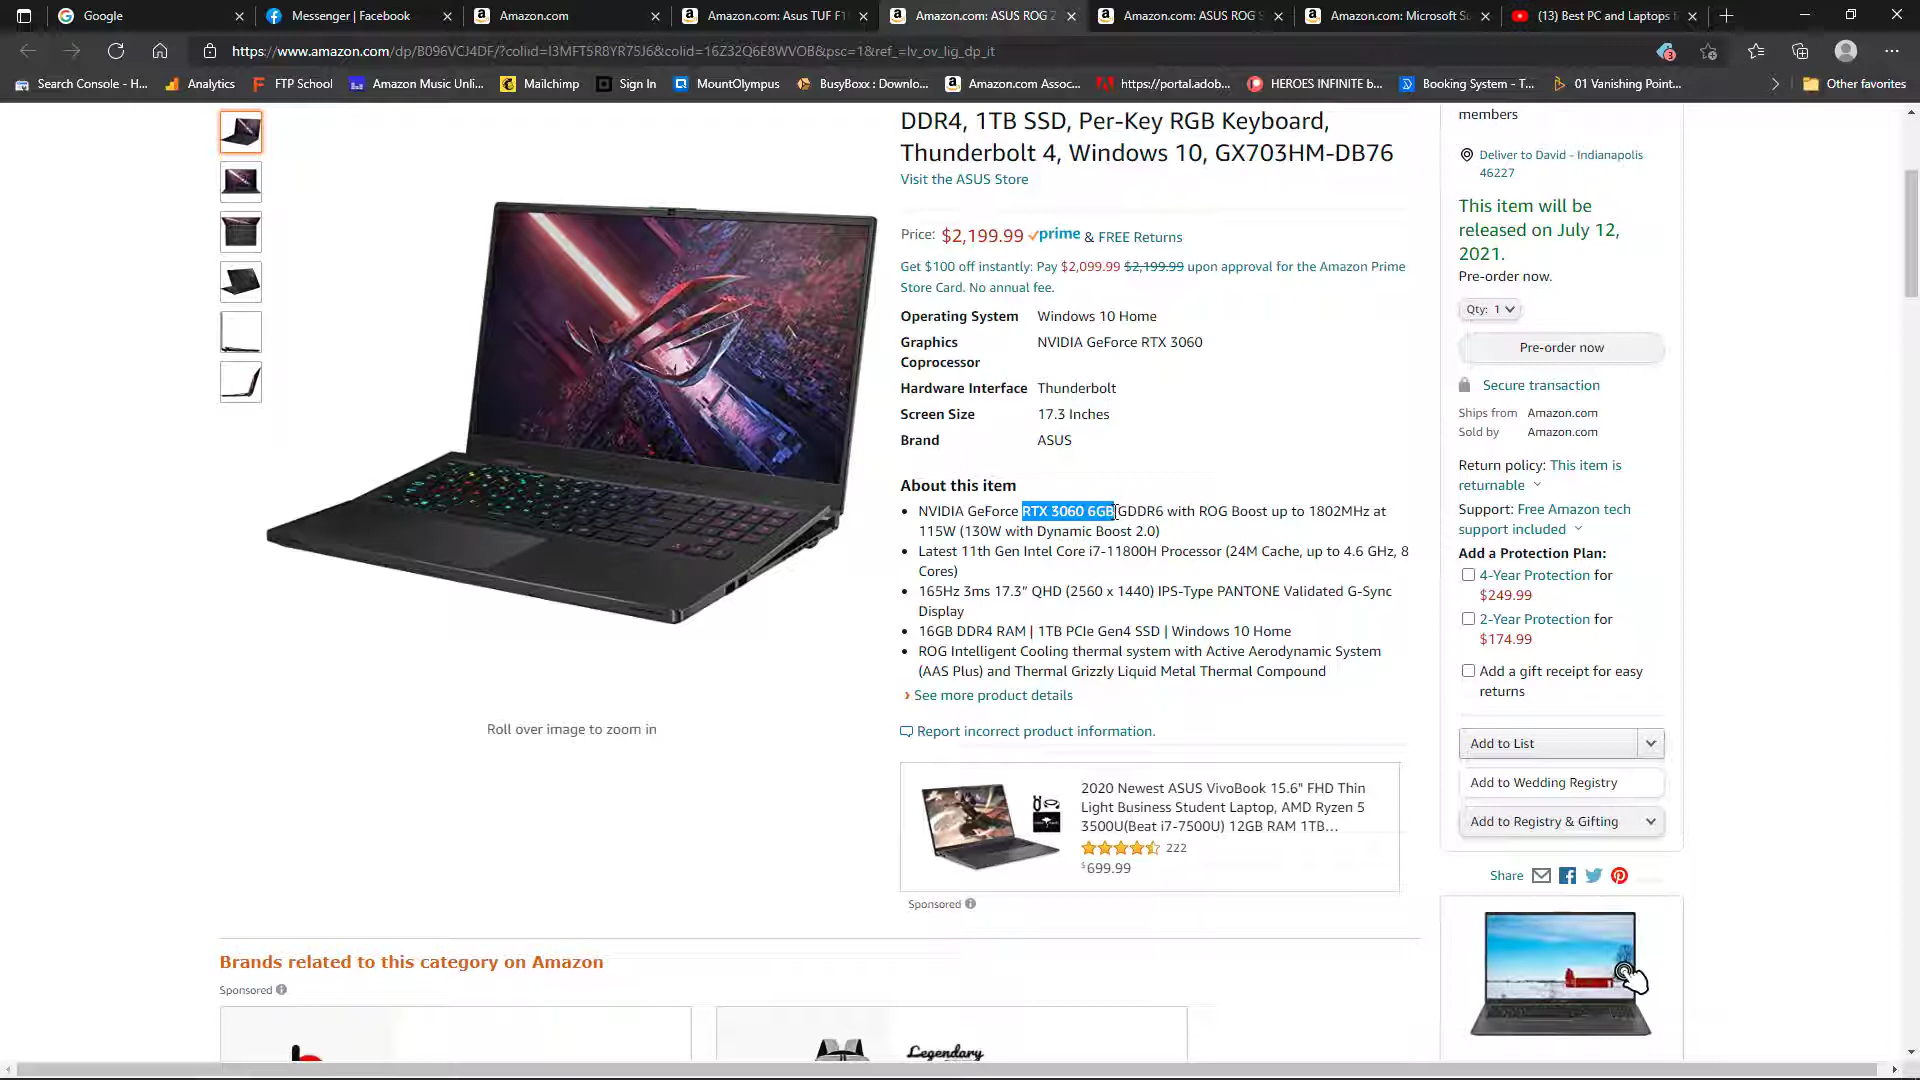 Google
Messenger | Facebook
Amazon.com
Amazon.com: Asus TUF F1
Amazon.com: ASUS ROG Z
Amazon.com: ASUS ROG S
Amazon.com: Microsoft Su
(13) Best PC and Laptops f
https://www.amazon.com/dp/B096VCJ4DF/?coliid=I3MFT5R8YR75J6&colid=16Z32Q6E8WVOB&psc=1&ref_=lv_ov_lig_dp_it
3
Search Console - H...
Analytics
FTP School
Amazon Music Unli...
Mailchimp
Sign In
MountOlympus
BusyBoxx : Downlo...
Amazon.com Assoc...
https://portal.adob...
HEROES INFINITE b...
Booking System - T...
01 Vanishing Point...
Other favorites
DDR4, 1TB SSD, Per-Key RGB Keyboard,
Thunderbolt 4, Windows 10, GX703HM-DB76
Visit the ASUS Store
Price: $2,199.99 prime & FREE Returns
Get $100 off instantly: Pay $2,099.99 $2,199.99 upon approval for the Amazon Prime
Store Card. No annual fee.
Operating System Windows 10 Home
Graphics NVIDIA GeForce RTX 3060
Coprocessor
Hardware Interface Thunderbolt
Screen Size 17.3 Inches
Brand ASUS
About this item
NVIDIA GeForce RTX 3060 6GB GDDR6 with ROG Boost up to 1802MHz at
115W (130W with Dynamic Boost 2.0)
Latest 11th Gen Intel Core i7-11800H Processor (24M Cache, up to 4.6 GHz, 8
Cores)
165Hz 3ms 17.3” QHD (2560 x 1440) IPS-Type PANTONE Validated G-Sync
Display
16GB DDR4 RAM | 1TB PCIe Gen4 SSD | Windows 10 Home
ROG Intelligent Cooling thermal system with Active Aerodynamic System
(AAS Plus) and Thermal Grizzly Liquid Metal Thermal Compound
See more product details
Report incorrect product information.
Roll over image to zoom in
2020 Newest ASUS VivoBook 15.6" FHD Thin
Light Business Student Laptop, AMD Ryzen 5
3500U(Beat i7-7500U) 12GB RAM 1TB...
222
$699.99
Sponsored
Brands related to this category on Amazon
Sponsored
Legendary
members
Deliver to David - Indianapolis
46227
This item will be
released on July 12,
2021.
Pre-order now.
Qty: 1
Pre-order now
Secure transaction
Ships from Amazon.com
Sold by Amazon.com
Return policy: This item is
returnable
Support: Free Amazon tech
support included
Add a Protection Plan:
4-Year Protection for
$249.99
2-Year Protection for
$174.99
Add a gift receipt for easy
returns
Add to List
Add to Wedding Registry
Add to Registry & Gifting
Share